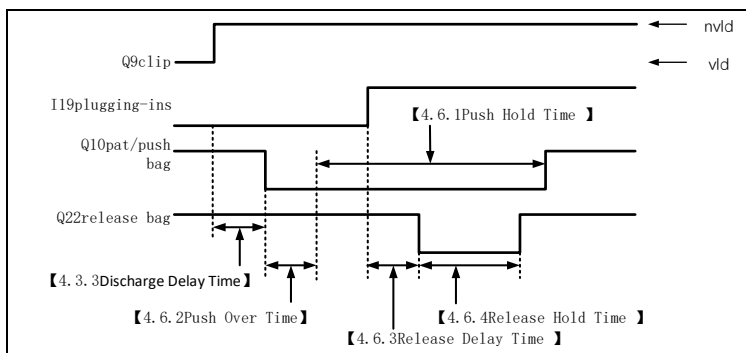 nvld
Q9clip
vld
I19plugging-ins
【4.6.1Push Hold Time 】
Q10pat/push
bag
Q22release bag
【4.3.3Discharge Delay Time】
【4.6.2Push Over Time】
【4.6.4Release Hold Time 】
【4.6.3Release Delay Time 】